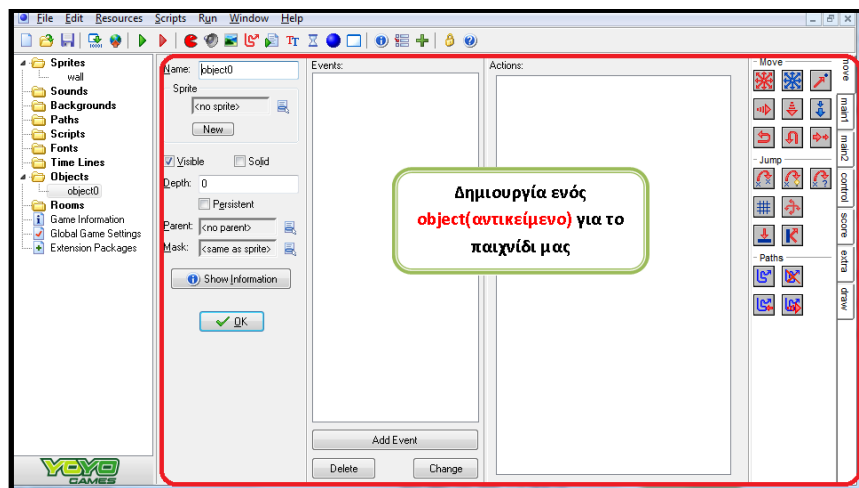 File Edit Resources Scripts Run Window Help
Sprites
wall
Sounds
Backgrounds
Paths
Scripts
Fonts
Time Lines
Objects
object0
Rooms
Game Information
Global Game Settings
Extension Packages
YOYO
GAMES
Name: object0
Sprite
<no sprite>
New
Visible Solid
Depth: 0
Persistent
Parent: <no parent>
Mask: <same as sprite>
Show Information
OK
Events:
Add Event
Delete Change
Actions:
Δημιουργία ενός
object(αντικείμενο) για το
παιχνίδι μας
Move
Jump
Paths
move
main1
main2
control
score
extra
draw